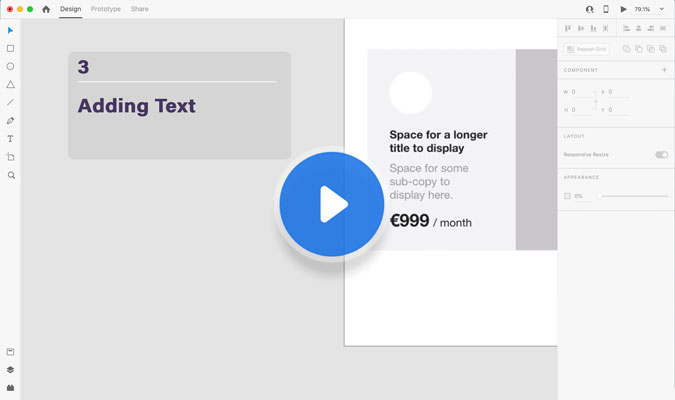 Design Prototype Share 79.1%
3
Adding Text
Space for a longer
title to display
Space for some
sub-copy to
display here.
€999 / month
Repeat Grid
COMPONENT
W 0 X 0
H 0 Y 0
LAYOUT
Responsive Resize
APPEARANCE
0%
T